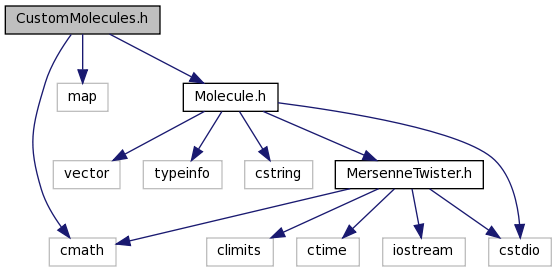 CustomMolecules.h
map
Molecule.h
vector
typeinfo
cstring
MersenneTwister.h
cmath
climits
ctime
iostream
cstdio